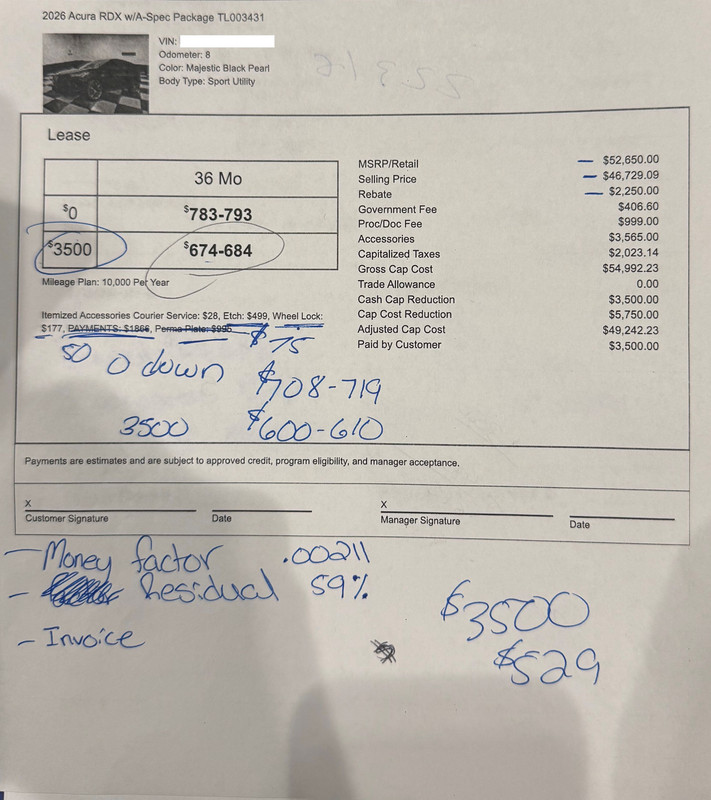 2026 Acura RDX w/A-Spec Package TL003431
VIN:
Odometer: 8
Color: Majestic Black Pearl
Body Type: Sport Utility
Lease
36 Mo
$0 $783-793
$3500 $674-684
Mileage Plan: 10,000 Per Year
Itemized Accessories Courier Service: $28, Etch: $499, Wheel Lock:
$177, PAYMENTS: $1866, Perma Plate: $995
MSRP/Retail $52,650.00
Selling Price $46,729.09
Rebate $2,250.00
Government Fee $406.60
Proc/Doc Fee $999.00
Accessories $3,565.00
Capitalized Taxes $2,023.14
Gross Cap Cost $54,992.23
Trade Allowance 0.00
Cash Cap Reduction $3,500.00
Cap Cost Reduction $5,750.00
Adjusted Cap Cost $49,242.23
Paid by Customer $3,500.00
$75
50 0 down $708-719
3500 $600-610
Payments are estimates and are subject to approved credit, program eligibility, and manager acceptance.
X X
Customer Signature Date Manager Signature Date
- Money factor .00211
- Residual 59%
- Invoice
$3500
$529